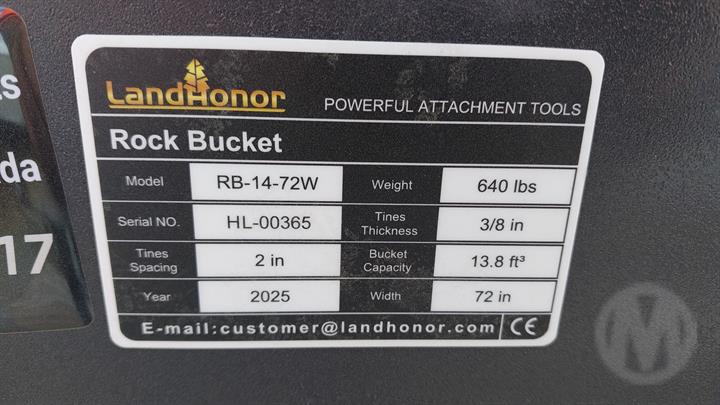 LANDHONOR
POWERFUL ATTACHMENT TOOLS
Rock Bucket
Model RB-14-72W Weight 640 lbs
Serial NO. HL-00365 Tines Thickness 3/8 in
Tines Spacing 2 in Bucket Capacity 13.8 ft³
Year 2025 Width 72 in
E-mail:customer@landhonor.com CE
da
17
M